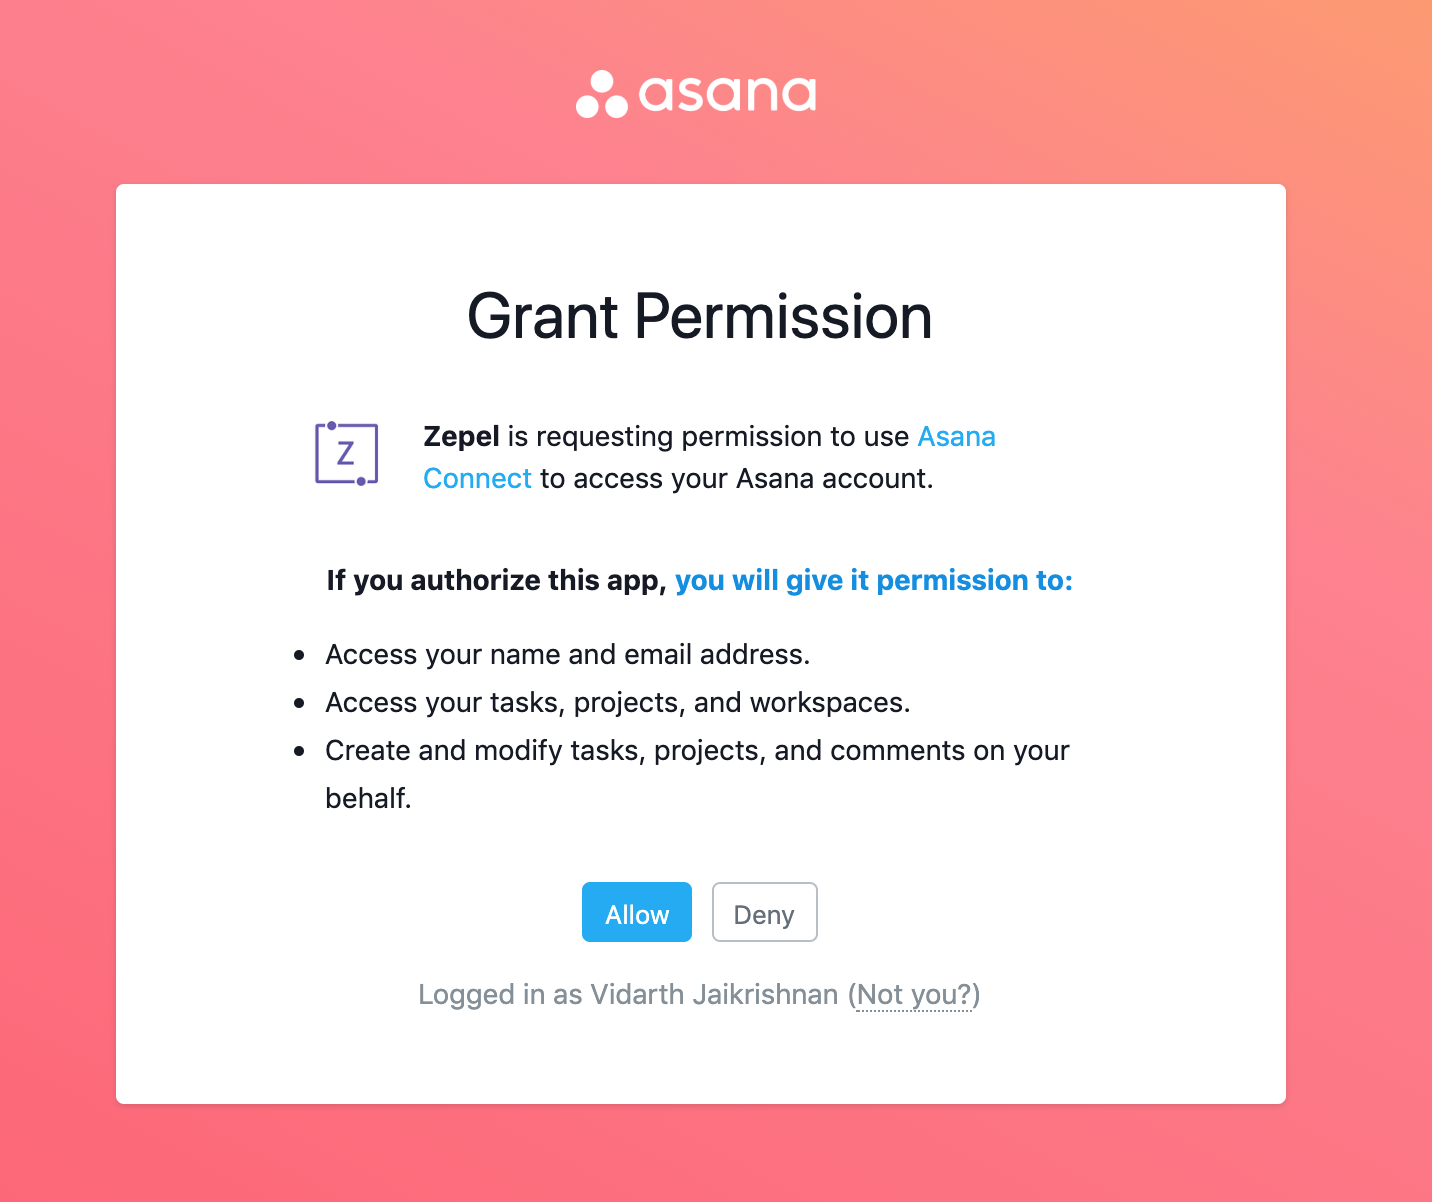 asana
Grant Permission
Z
Zepel is requesting permission to use Asana
Connect to access your Asana account.
If you authorize this app, you will give it permission to:
• Access your name and email address.
• Access your tasks, projects, and workspaces.
• Create and modify tasks, projects, and comments on your
behalf.
Allow Deny
Logged in as Vidarth Jaikrishnan (Not you?)